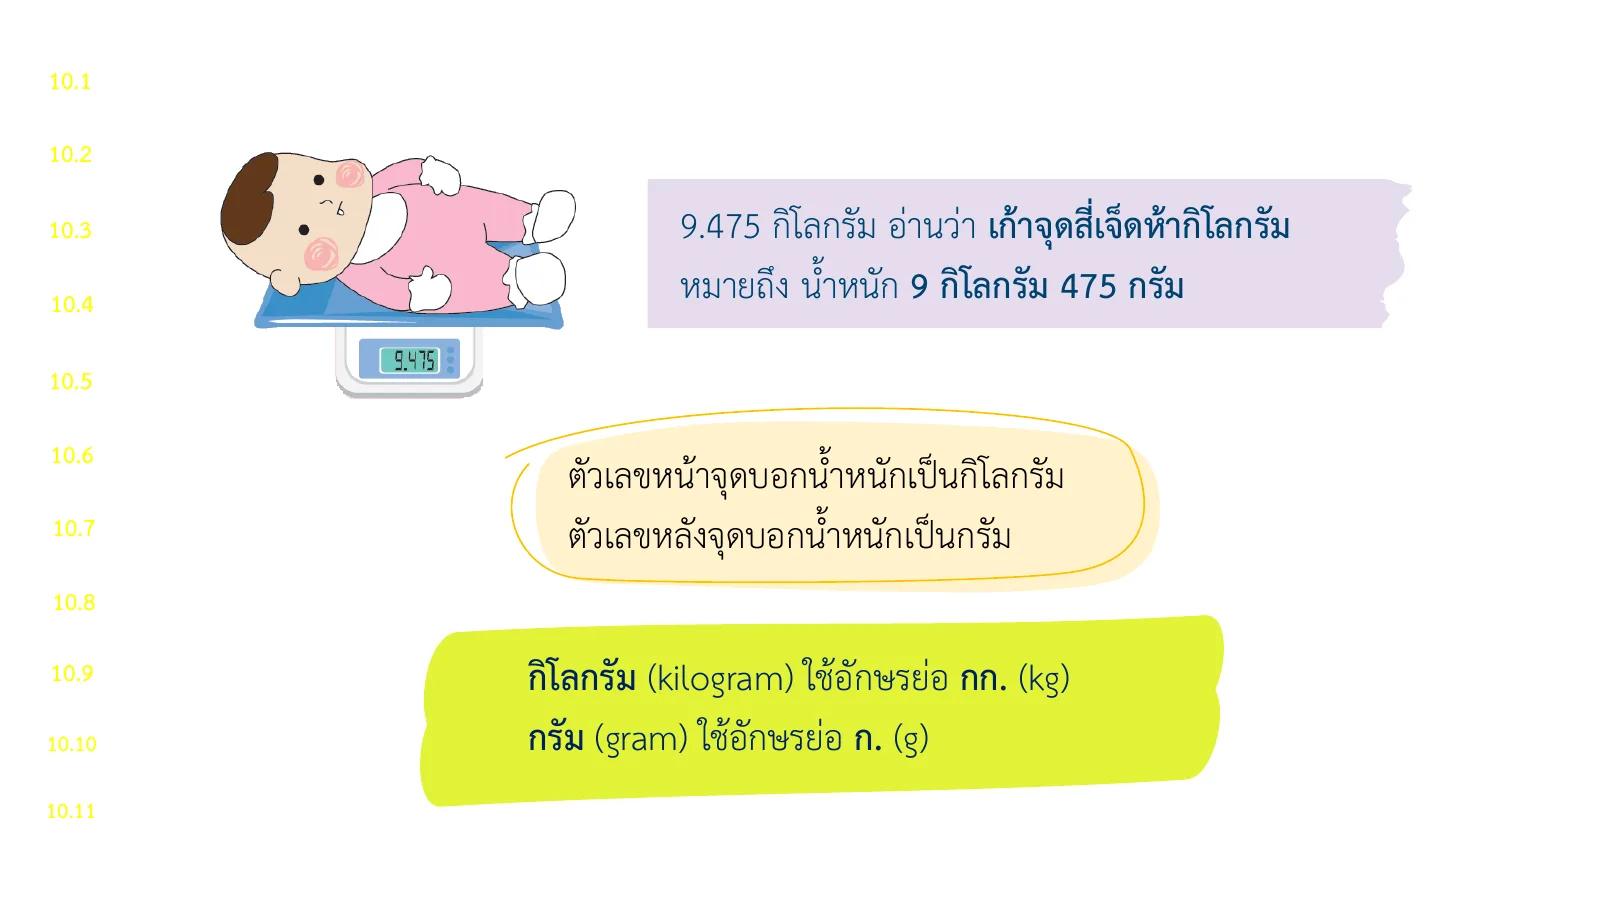 10.1
10.2
10.3
10.4
10.5
10.6
10.7
10.8
10.9
10.10
10.11
9.475
9.475 กิโลกรัม อ่านว่า เก้าจุดสี่เจ็ดห้ากิโลกรัม
หมายถึง น้ำหนัก 9 กิโลกรัม 475 กรัม
ตัวเลขหน้าจุดบอกน้ำหนักเป็นกิโลกรัม
ตัวเลขหลังจุดบอกน้ำหนักเป็นกรัม
กิโลกรัม (kilogram) ใช้อักษรย่อ กก. (kg)
กรัม (gram) ใช้อักษรย่อ ก. (g)